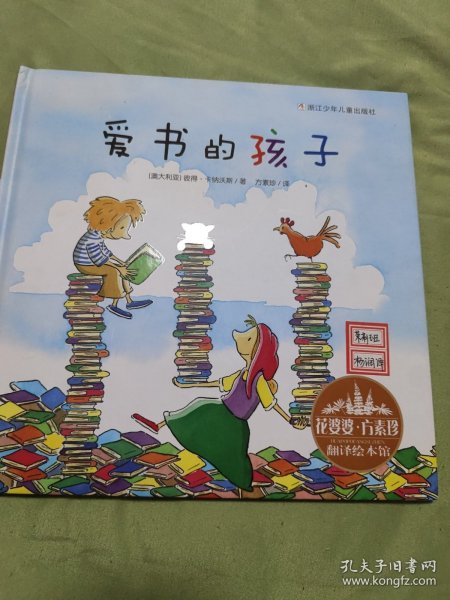 浙江少年儿童出版社
爱书的孩子
(澳大利亚)彼得·卡纳沃斯/著 方素珍/译
花婆婆·方素珍
HUAPOPO FANGSUZHEN
翻译绘本馆
孔夫子旧书网
www.kongfz.com